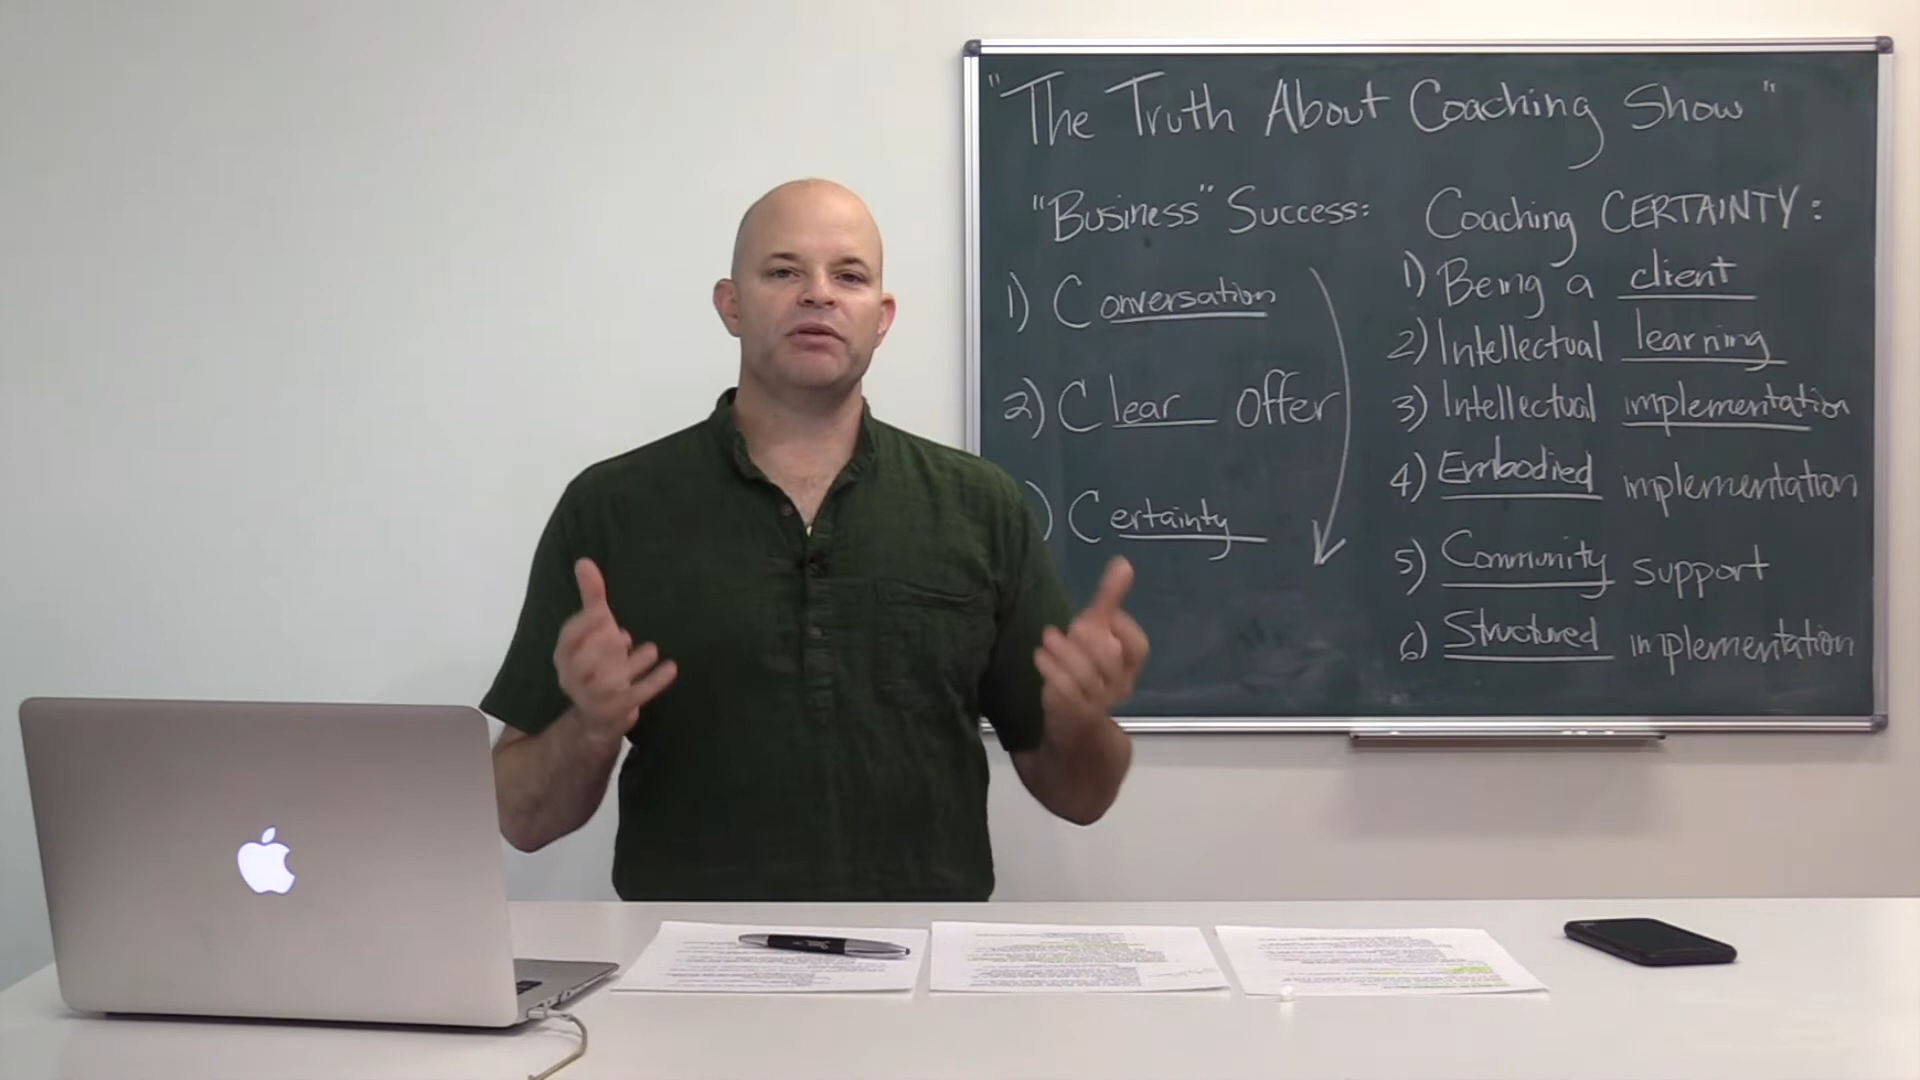 "The Truth About Coaching Show"
"Business" Success:
1) Conversation
2) Clear Offer
) Certainty
Coaching CERTAINTY:
1) Being a client
2) Intellectual learning
3) Intellectual implementation
4) Embodied implementation
5) Community support
6) Structured implementation